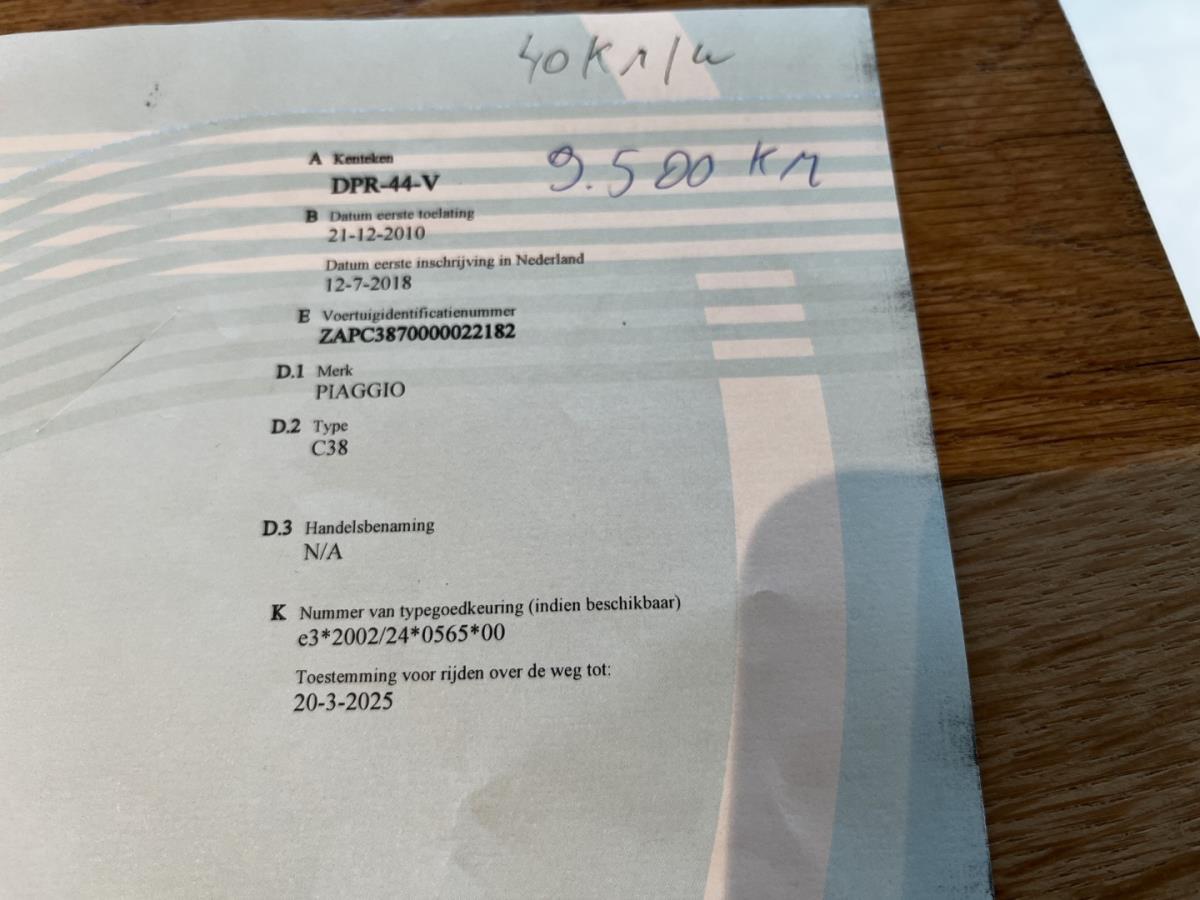 40 KM/u
A Kenteken
DPR-44-V
9.500 KM
B Datum eerste toelating
21-12-2010
Datum eerste inschrijving in Nederland
12-7-2018
E Voertuigidentificatienummer
ZAPC3870000022182
D.1 Merk
PIAGGIO
D.2 Type
C38
D.3 Handelsbenaming
N/A
K Nummer van typegoedkeuring (indien beschikbaar)
e3*2002/24*0565*00
Toestemming voor rijden over de weg tot:
20-3-2025